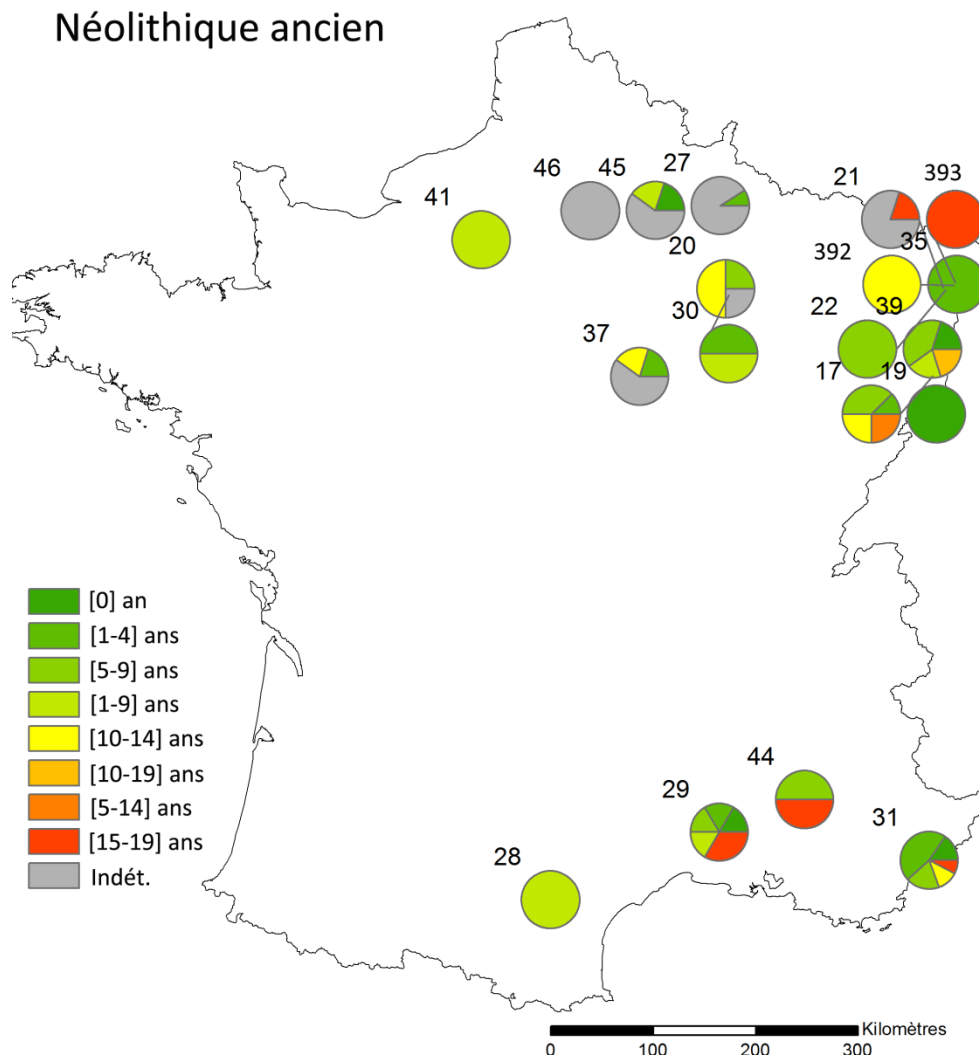 Néolithique ancien
41
46
45
27
21
393
20
392
35
30
22
39
37
17
19
[0] an
[1-4] ans
[5-9] ans
[1-9] ans
[10-14] ans
[10-19] ans
[5-14] ans
[15-19] ans
Indét.
44
29
31
28
Kilomètres
0 100 200 300